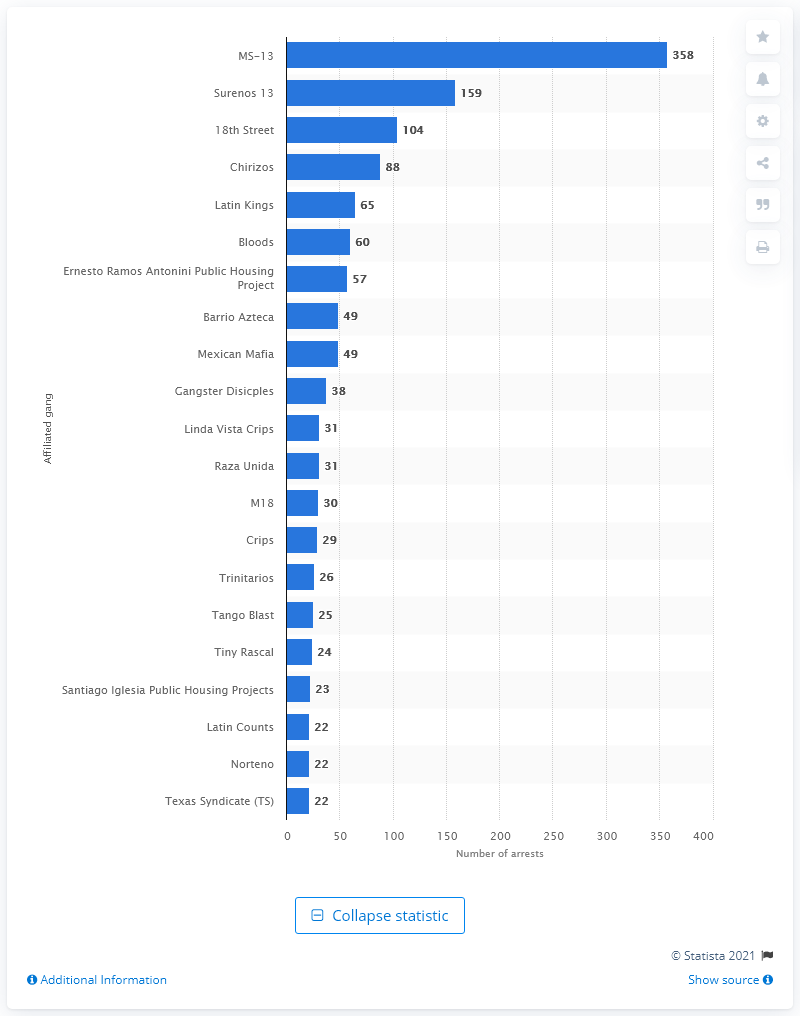 MS-13 358
Surenos 13 159
18th Street 104
Chirizos 88
Latin Kings 65
Bloods 60
Ernesto Ramos Antonini Public Housing
Project 57
Barrio Azteca 49
Mexican Mafia 49
Gangster Disicples 38
Linda Vista Crips 31
Raza Unida 31
M18 30
Crips 29
Trinitarios 26
Tango Blast 25
Tiny Rascal 24
Santiago Iglesia Public Housing Projects 23
Latin Counts 22
Norteno 22
Texas Syndicate (TS) 22
Affiliated gang
0 50 100 150 200 250 300 350 400
Number of arrests
Collapse statistic
© Statista 2021
Additional Information Show source